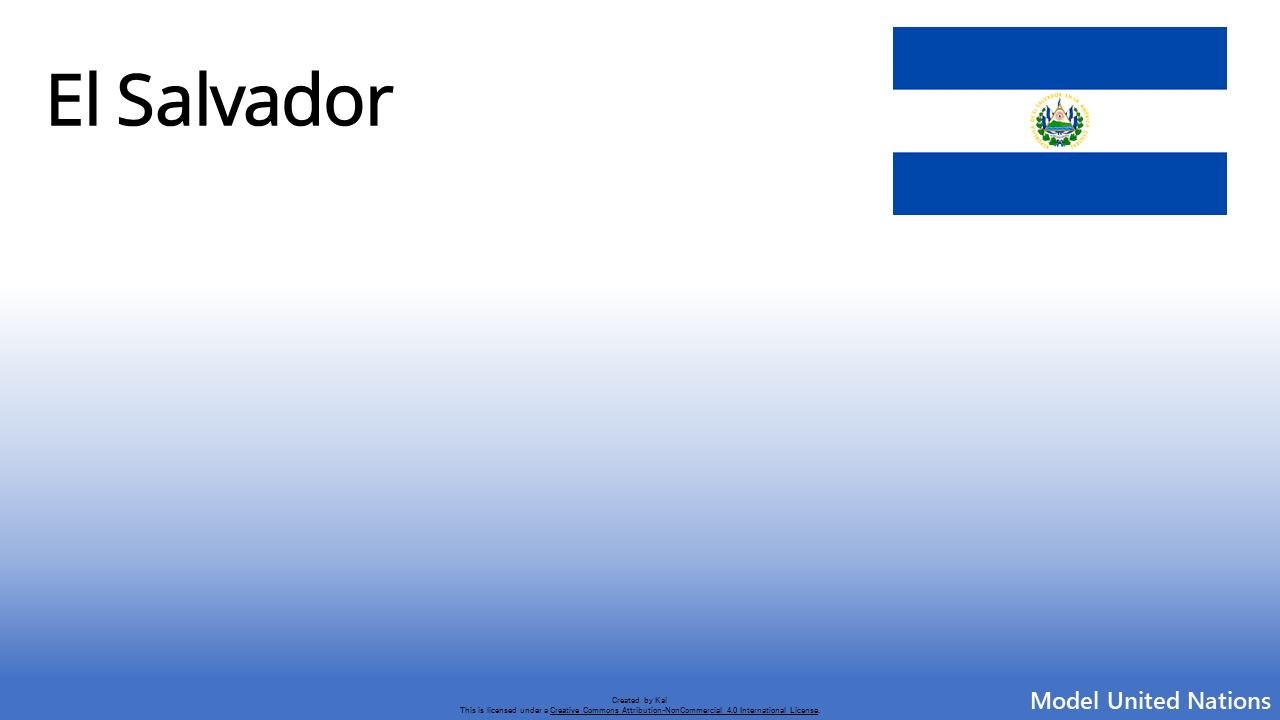 El Salvador
Created by Kai
This is licensed under a Creative Commons Attribution-NonCommercial 4.0 International License.
Model United Nations